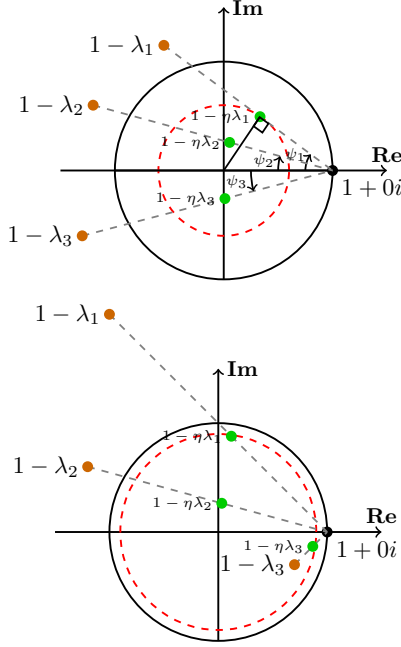 Im
1 − λ₁
1 − λ₂
1 − ηλ₁
1 − ηλ₂
ψ₂
ψ₁
Re
ψ₃
1 + 0i
1 − ηλ₃
1 − λ₃
1 − λ₁
Im
1 − ηλ₁
1 − λ₂
1 − ηλ₂
Re
1 − ηλ₃
1 + 0i
1 − λ₃